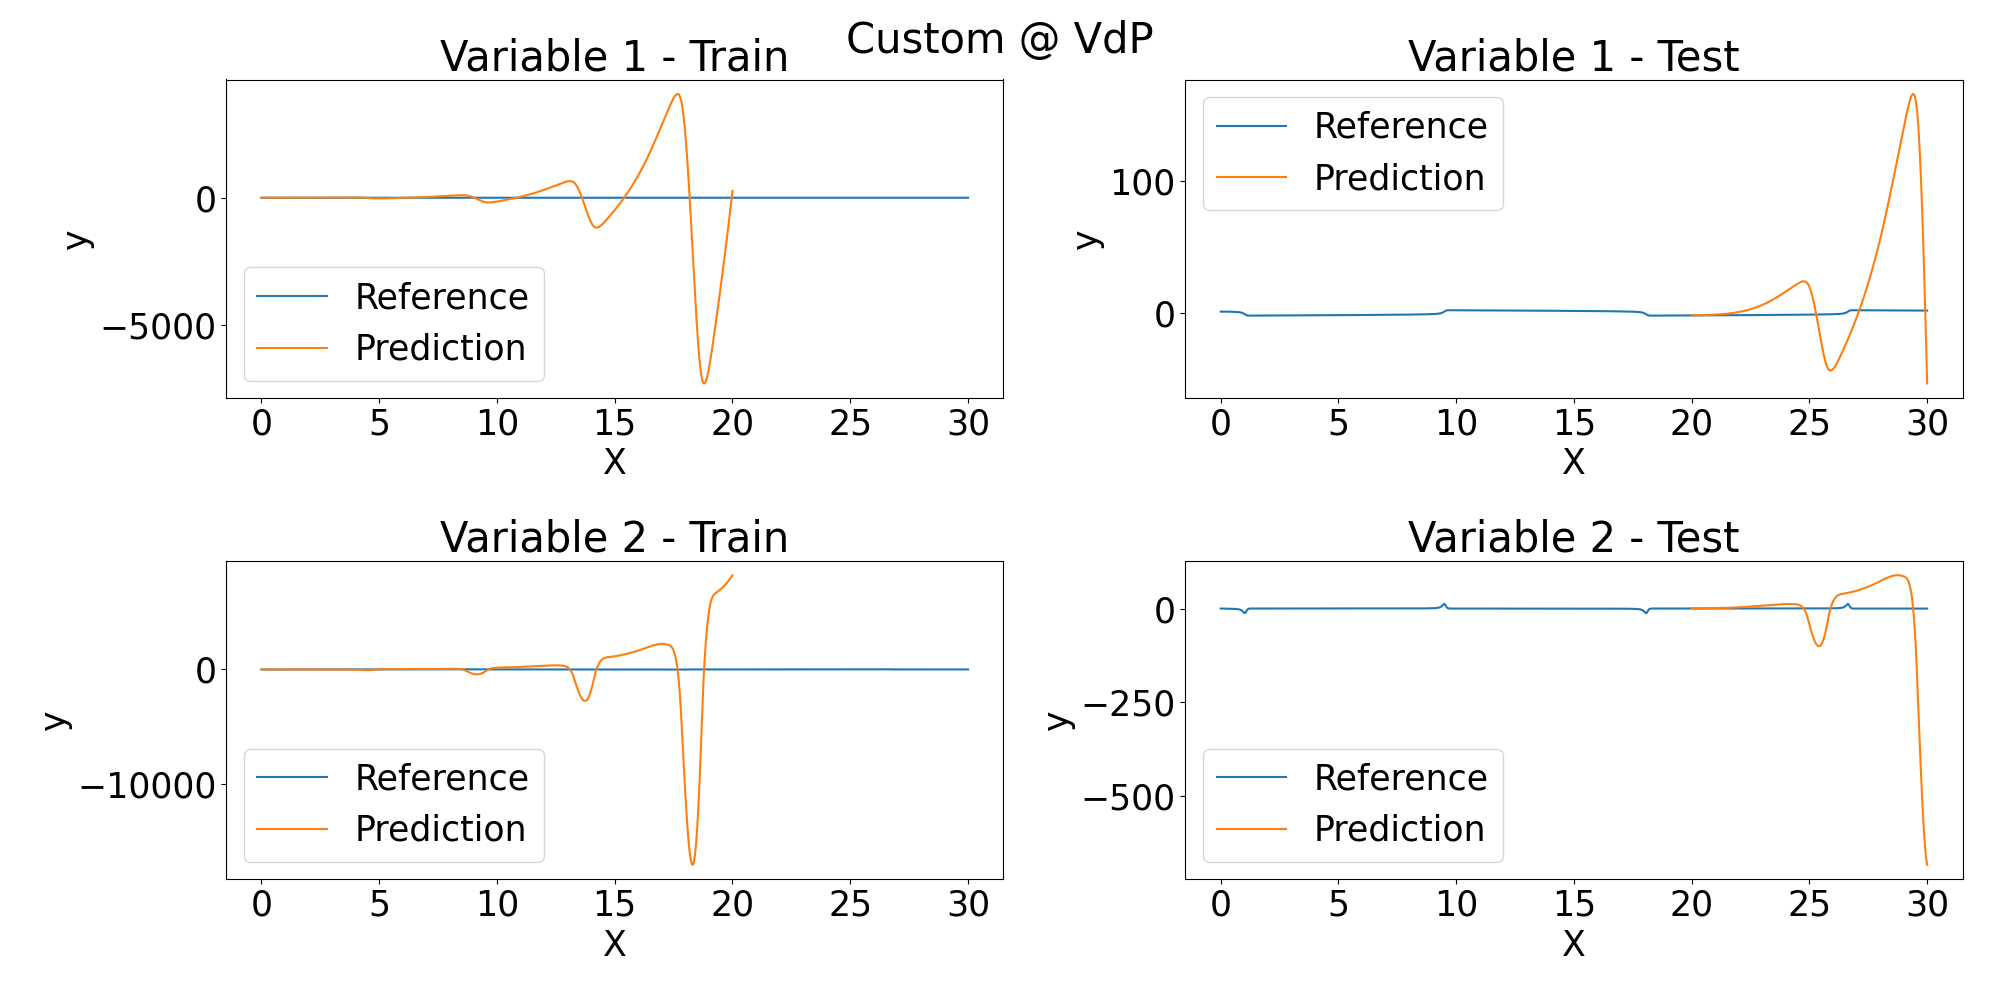 Custom @ VdP
Variable 1 - Train
0
−5000
y
Reference
Prediction
0 5 10 15 20 25 30
X
Variable 1 - Test
100
0
y
Reference
Prediction
0 5 10 15 20 25 30
X
Variable 2 - Train
0
−10000
y
Reference
Prediction
0 5 10 15 20 25 30
X
Variable 2 - Test
0
−250
−500
y
Reference
Prediction
0 5 10 15 20 25 30
X